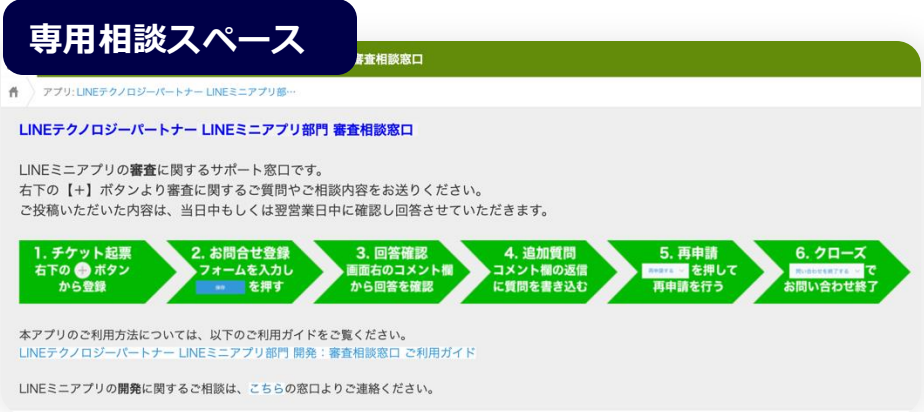 専用相談スペース
審査相談窓口
アプリ: LINEテクノロジーパートナー LINEミニアプリ部…
LINEテクノロジーパートナー LINEミニアプリ部門 審査相談窓口
LINEミニアプリの審査に関するサポート窓口です。
右下の【+】ボタンより審査に関するご質問やご相談内容をお送りください。
ご投稿いただいた内容は、当日中もしくは翌営業日中に確認し回答させていただきます。
1. チケット起票
右下の + ボタン
から登録
2. お問合せ登録
フォームを入力し
保存 を押す
3. 回答確認
画面右のコメント欄
から回答を確認
4. 追加質問
コメント欄の返信
に質問を書き込む
5. 再申請
再申請する を押して
再申請を行う
6. クローズ
問い合わせを終了する で
お問い合わせ終了
本アプリのご利用方法については、以下のご利用ガイドをご覧ください。
LINEテクノロジーパートナー LINEミニアプリ部門 開発：審査相談窓口 ご利用ガイド
LINEミニアプリの開発に関するご相談は、こちらの窓口よりご連絡ください。